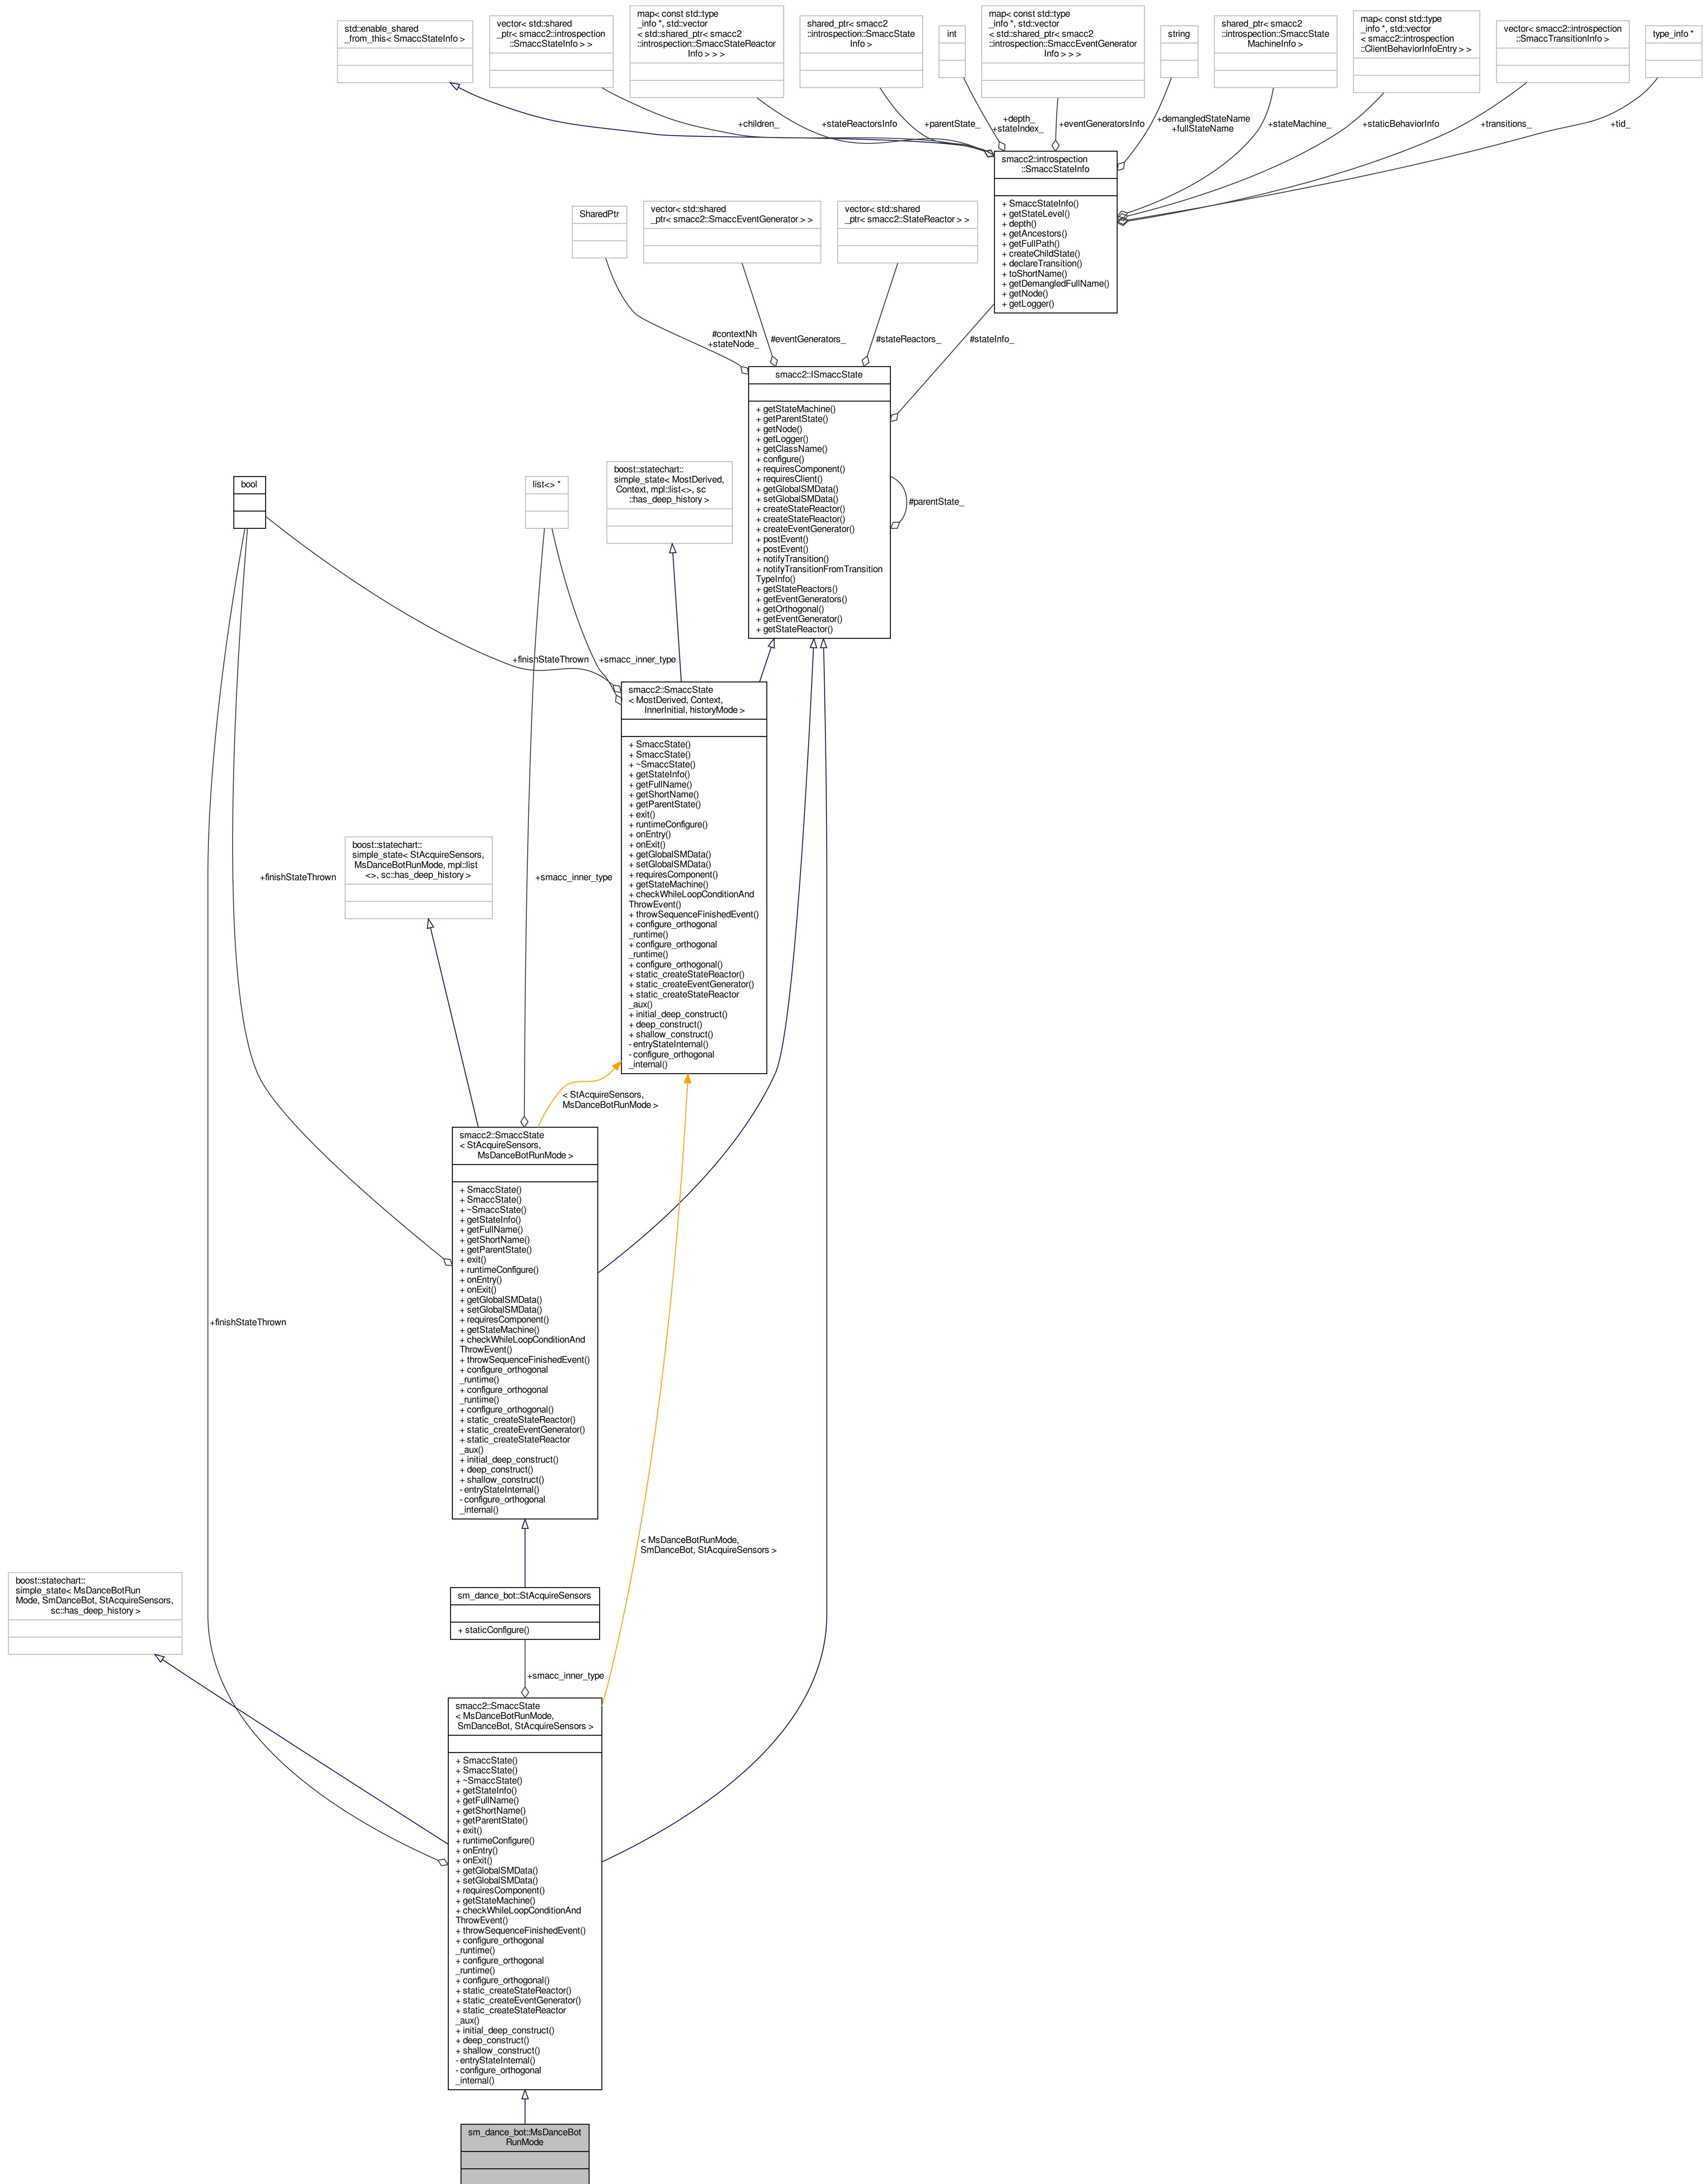 std::enable_shared
_from_this< SmaccStateInfo >
vector< std::shared
_ptr< smacc2::introspection
::SmaccStateInfo > >
map< const std::type
_info *, std::vector
< std::shared_ptr< smacc2
::introspection::SmaccStateReactor
Info > > >
shared_ptr< smacc2
::introspection::SmaccState
Info >
int
map< const std::type
_info *, std::vector
< std::shared_ptr< smacc2
::introspection::SmaccEventGenerator
Info > > >
string
shared_ptr< smacc2
::introspection::SmaccState
MachineInfo >
map< const std::type
_info *, std::vector
< smacc2::introspection
::ClientBehaviorInfoEntry > >
vector< smacc2::introspection
::SmaccTransitionInfo >
type_info *
+children_
+stateReactorsInfo
+parentState_
+depth_
+stateIndex_
+eventGeneratorsInfo
+demangledStateName
+fullStateName
+stateMachine_
+staticBehaviorInfo
+transitions_
+tid_
smacc2::introspection
::SmaccStateInfo
+ SmaccStateInfo()
+ getStateLevel()
+ depth()
+ getAncestors()
+ getFullPath()
+ createChildState()
+ declareTransition()
+ toShortName()
+ getDemangledFullName()
+ getNode()
+ getLogger()
SharedPtr
vector< std::shared
_ptr< smacc2::SmaccEventGenerator > >
vector< std::shared
_ptr< smacc2::StateReactor > >
#contextNh
+stateNode_
#eventGenerators_
#stateReactors_
#stateInfo_
smacc2::ISmaccState
+ getStateMachine()
+ getParentState()
+ getNode()
+ getLogger()
+ getClassName()
+ configure()
+ requiresComponent()
+ requiresClient()
+ getGlobalSMData()
+ setGlobalSMData()
+ createStateReactor()
+ createStateReactor()
+ createEventGenerator()
+ postEvent()
+ postEvent()
+ notifyTransition()
+ notifyTransitionFromTransition
TypeInfo()
+ getStateReactors()
+ getEventGenerators()
+ getOrthogonal()
+ getEventGenerator()
+ getStateReactor()
#parentState_
bool
list<> *
boost::statechart::
simple_state< MostDerived,
Context, mpl::list<>, sc
::has_deep_history >
+finishStateThrown
+smacc_inner_type
smacc2::SmaccState
< MostDerived, Context,
InnerInitial, historyMode >
+ SmaccState()
+ SmaccState()
+ ~SmaccState()
+ getStateInfo()
+ getFullName()
+ getShortName()
+ getParentState()
+ exit()
+ runtimeConfigure()
+ onEntry()
+ onExit()
+ getGlobalSMData()
+ setGlobalSMData()
+ requiresComponent()
+ getStateMachine()
+ checkWhileLoopConditionAnd
ThrowEvent()
+ throwSequenceFinishedEvent()
+ configure_orthogonal
_runtime()
+ configure_orthogonal
_runtime()
+ configure_orthogonal()
+ static_createStateReactor()
+ static_createEventGenerator()
+ static_createStateReactor
_aux()
+ initial_deep_construct()
+ deep_construct()
+ shallow_construct()
- entryStateInternal()
- configure_orthogonal
_internal()
boost::statechart::
simple_state< StAcquireSensors,
MsDanceBotRunMode, mpl::list
<>, sc::has_deep_history >
+finishStateThrown
+smacc_inner_type
< StAcquireSensors,
MsDanceBotRunMode >
smacc2::SmaccState
< StAcquireSensors,
MsDanceBotRunMode >
+ SmaccState()
+ SmaccState()
+ ~SmaccState()
+ getStateInfo()
+ getFullName()
+ getShortName()
+ getParentState()
+ exit()
+ runtimeConfigure()
+ onEntry()
+ onExit()
+ getGlobalSMData()
+ setGlobalSMData()
+ requiresComponent()
+ getStateMachine()
+ checkWhileLoopConditionAnd
ThrowEvent()
+ throwSequenceFinishedEvent()
+ configure_orthogonal
_runtime()
+ configure_orthogonal
_runtime()
+ configure_orthogonal()
+ static_createStateReactor()
+ static_createEventGenerator()
+ static_createStateReactor
_aux()
+ initial_deep_construct()
+ deep_construct()
+ shallow_construct()
- entryStateInternal()
- configure_orthogonal
_internal()
+finishStateThrown
< MsDanceBotRunMode,
SmDanceBot, StAcquireSensors >
boost::statechart::
simple_state< MsDanceBotRun
Mode, SmDanceBot, StAcquireSensors,
sc::has_deep_history >
sm_dance_bot::StAcquireSensors
+ staticConfigure()
+smacc_inner_type
smacc2::SmaccState
< MsDanceBotRunMode,
SmDanceBot, StAcquireSensors >
+ SmaccState()
+ SmaccState()
+ ~SmaccState()
+ getStateInfo()
+ getFullName()
+ getShortName()
+ getParentState()
+ exit()
+ runtimeConfigure()
+ onEntry()
+ onExit()
+ getGlobalSMData()
+ setGlobalSMData()
+ requiresComponent()
+ getStateMachine()
+ checkWhileLoopConditionAnd
ThrowEvent()
+ throwSequenceFinishedEvent()
+ configure_orthogonal
_runtime()
+ configure_orthogonal
_runtime()
+ configure_orthogonal()
+ static_createStateReactor()
+ static_createEventGenerator()
+ static_createStateReactor
_aux()
+ initial_deep_construct()
+ deep_construct()
+ shallow_construct()
- entryStateInternal()
- configure_orthogonal
_internal()
sm_dance_bot::MsDanceBot
RunMode